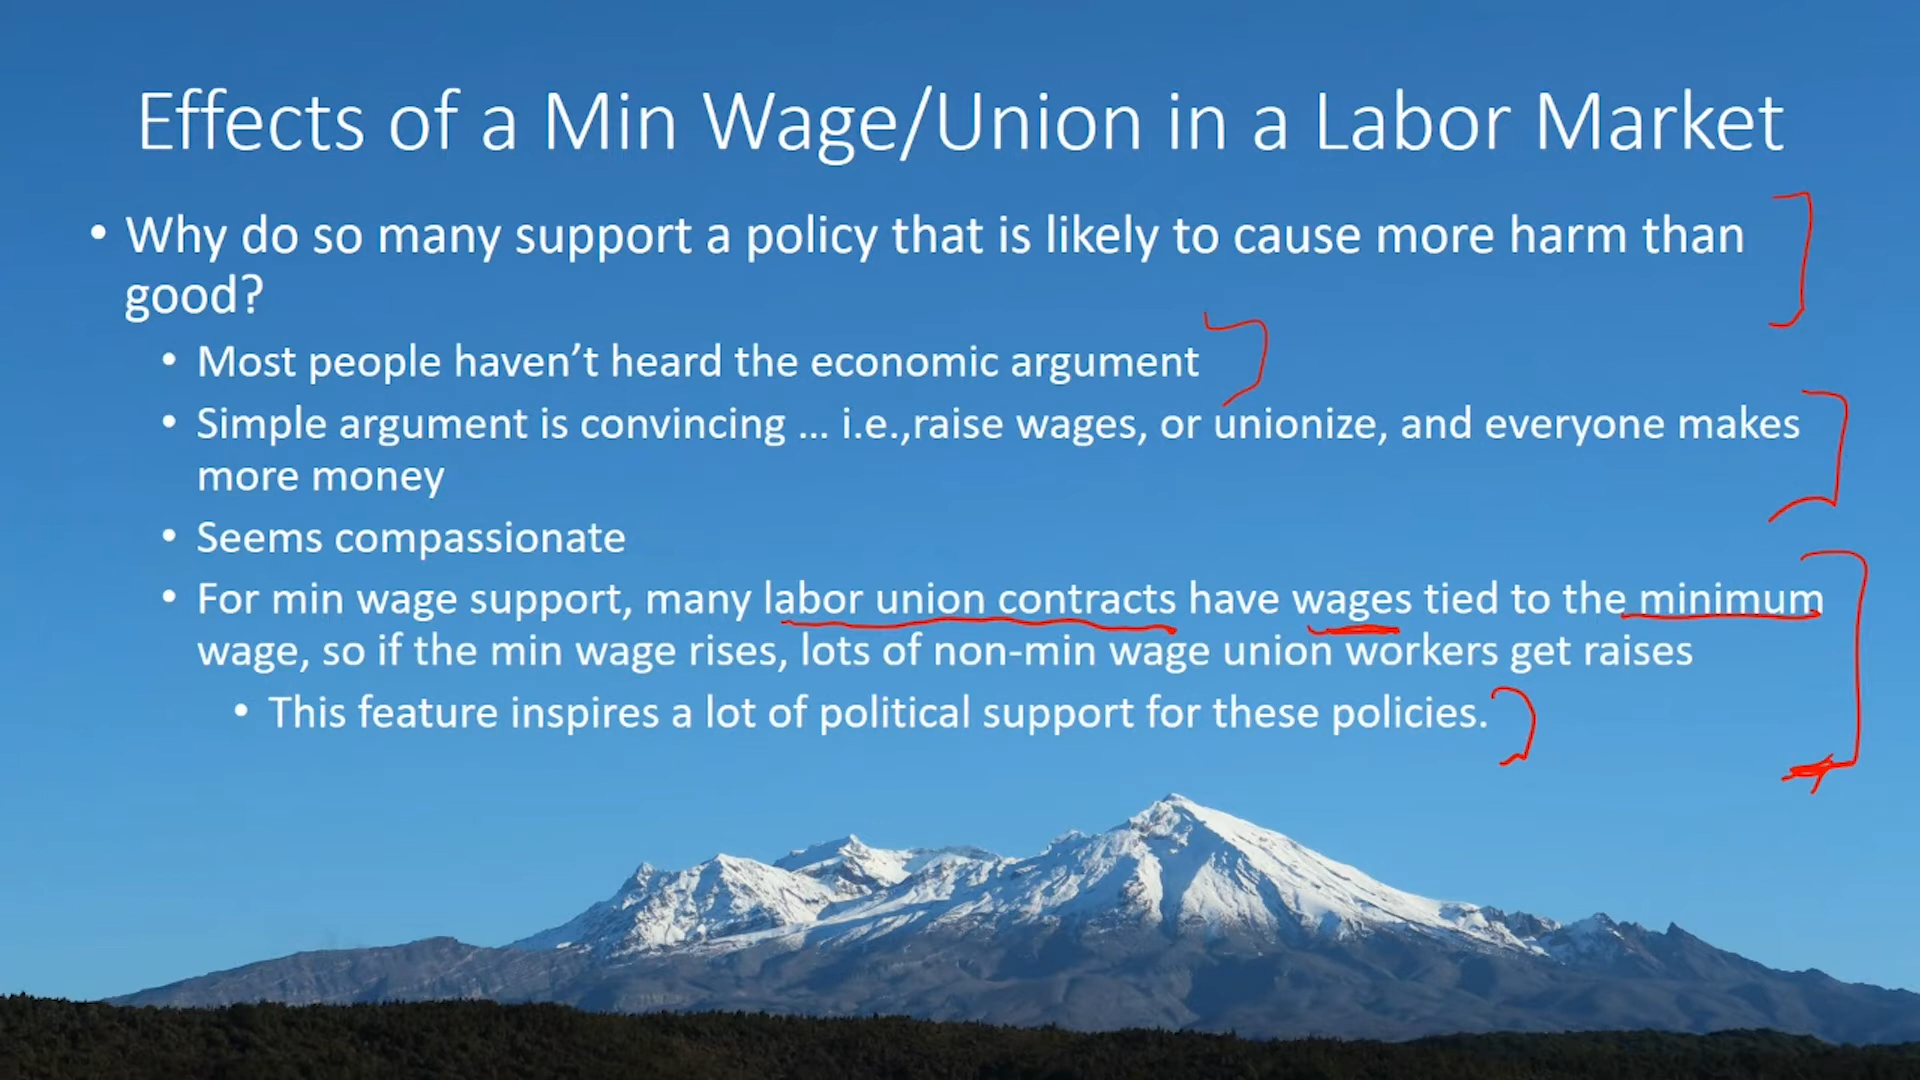 Effects of a Min Wage/Union in a Labor Market
• Why do so many support a policy that is likely to cause more harm than
good?
• Most people haven’t heard the economic argument
• Simple argument is convincing ... i.e.,raise wages, or unionize, and everyone makes
more money
• Seems compassionate
• For min wage support, many labor union contracts have wages tied to the minimum
wage, so if the min wage rises, lots of non-min wage union workers get raises
• This feature inspires a lot of political support for these policies.